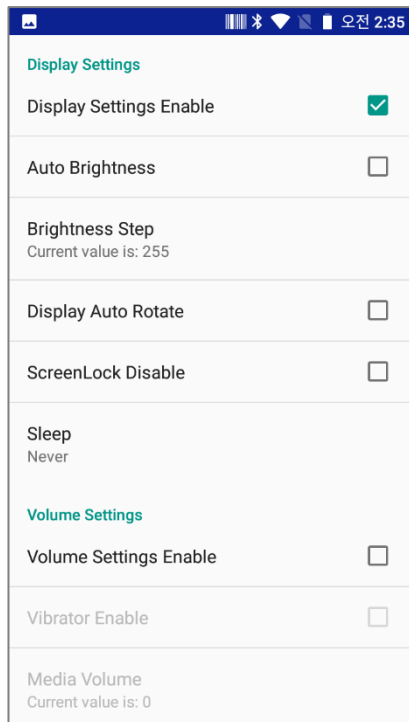 오전 2:35
Display Settings
Display Settings Enable
Auto Brightness
Brightness Step
Current value is: 255
Display Auto Rotate
ScreenLock Disable
Sleep
Never
Volume Settings
Volume Settings Enable
Vibrator Enable
Media Volume
Current value is: 0